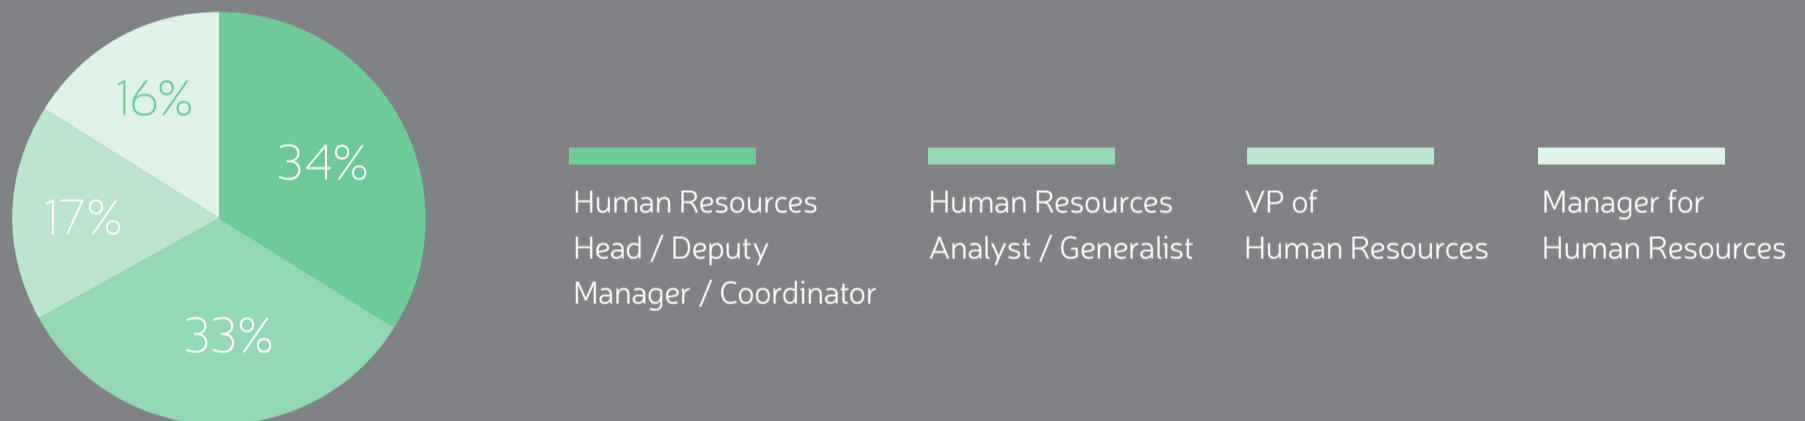 16%
34%
17%
33%
Human Resources
Head / Deputy
Manager / Coordinator
Human Resources
Analyst / Generalist
VP of
Human Resources
Manager for
Human Resources